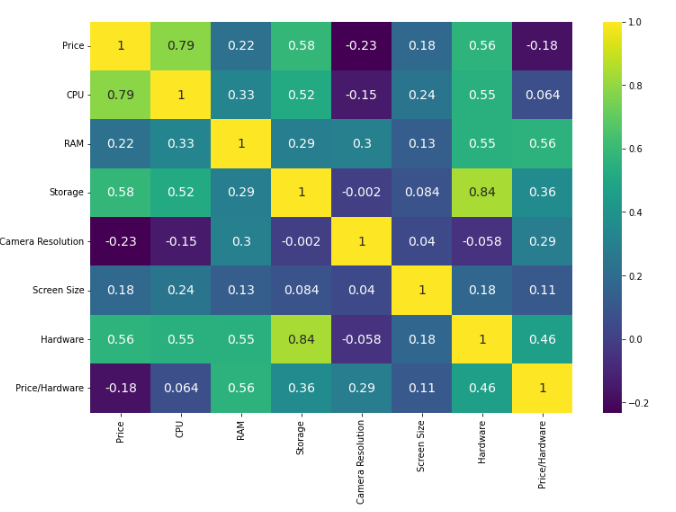 Price 1 0.79 0.22 0.58 -0.23 0.18 0.56 -0.18
CPU 0.79 1 0.33 0.52 -0.15 0.24 0.55 0.064
RAM 0.22 0.33 1 0.29 0.3 0.13 0.55 0.56
Storage 0.58 0.52 0.29 1 -0.002 0.084 0.84 0.36
Camera Resolution -0.23 -0.15 0.3 -0.002 1 0.04 -0.058 0.29
Screen Size 0.18 0.24 0.13 0.084 0.04 1 0.18 0.11
Hardware 0.56 0.55 0.55 0.84 -0.058 0.18 1 0.46
Price/Hardware -0.18 0.064 0.56 0.36 0.29 0.11 0.46 1
Price
CPU
RAM
Storage
Camera Resolution
Screen Size
Hardware
Price/Hardware
1.0
0.8
0.6
0.4
0.2
0.0
−0.2